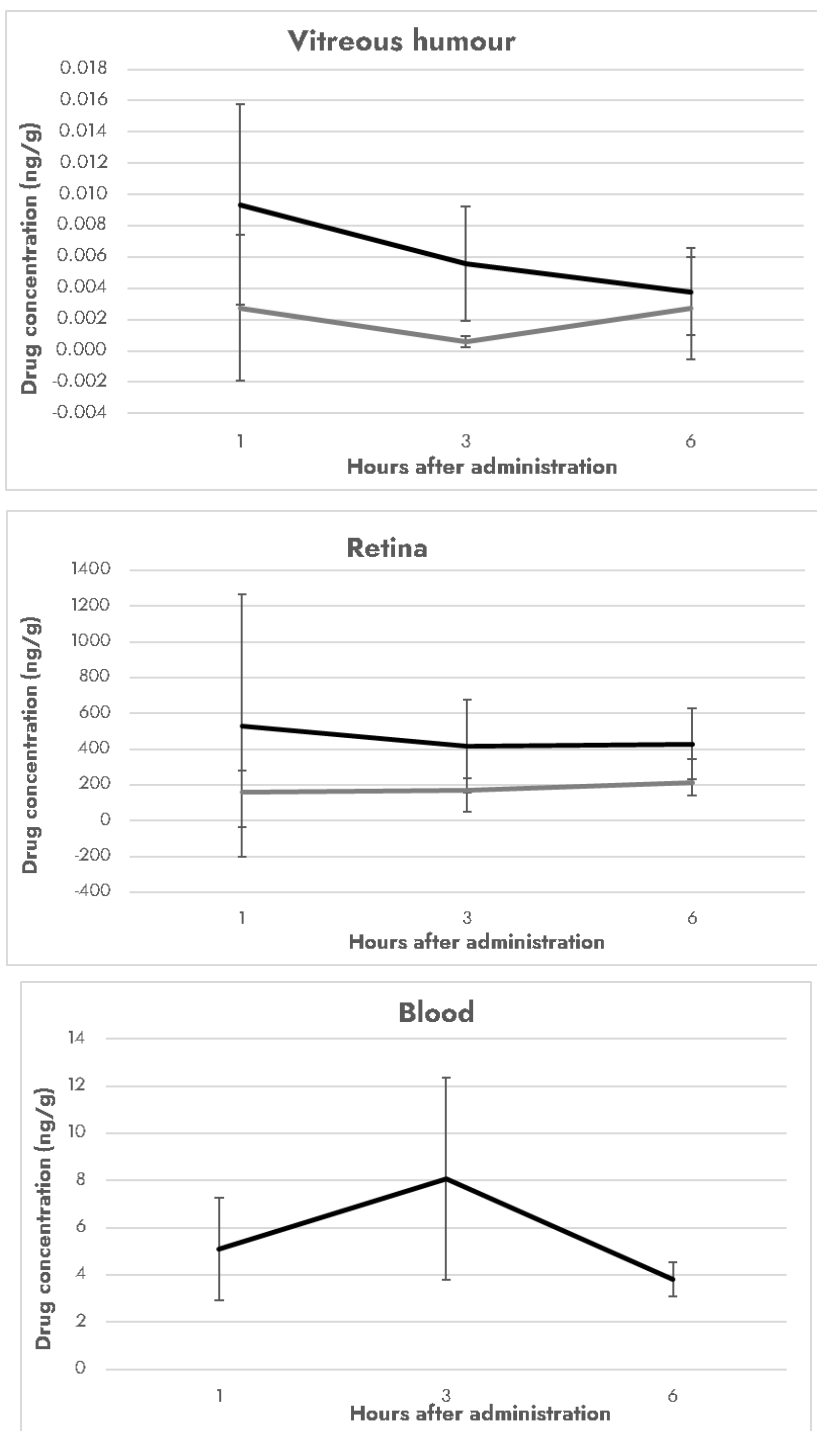 Vitreous humour
Drug concentration (ng/g)
0.018
0.016
0.014
0.012
0.010
0.008
0.006
0.004
0.002
0.000
-0.002
-0.004
1 3 6
Hours after administration
Retina
Drug concentration (ng/g)
1400
1200
1000
800
600
400
200
0
-200
-400
1 3 6
Hours after administration
Blood
Drug concentration (ng/g)
14
12
10
8
6
4
2
0
1 3 6
Hours after administration